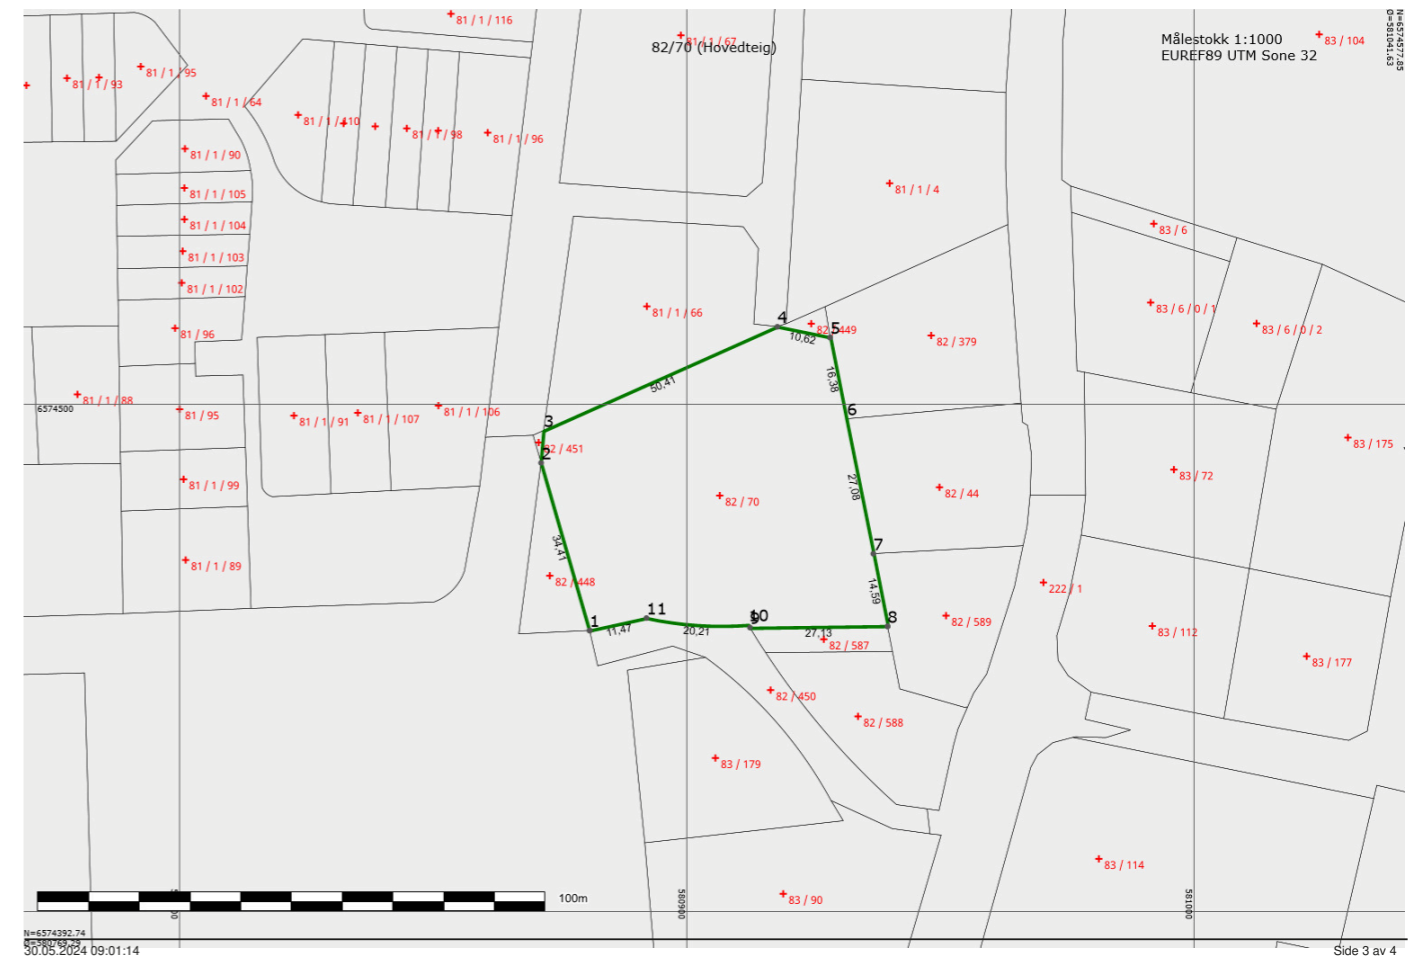 81 / 1 / 116
81 / 1 / 67
82/70 (Hovedteig)
Målestokk 1:1000
EUREF89 UTM Sone 32
83 / 104
N=6574577.85
Ø=581041.63
81 / 1 / 95
81 / 1 / 93
81 / 1 / 64
81 / 1 / 110
81 / 1 / 98
81 / 1 / 96
81 / 1 / 90
81 / 1 / 105
81 / 1 / 4
81 / 1 / 104
83 / 6
81 / 1 / 103
81 / 1 / 102
81 / 1 / 66
83 / 6 / 0 / 1
83 / 6 / 0 / 2
81 / 96
4
82 / 449
5
10,62
82 / 379
16,38
50,41
81 / 1 / 88
6574500
81 / 95
81 / 1 / 91
81 / 1 / 107
81 / 1 / 106
6
3
82 / 451
2
83 / 175
83 / 72
81 / 1 / 99
82 / 70
27,08
82 / 44
34,41
7
81 / 1 / 89
82 / 448
14,59
222 / 1
1
11,47
11
20,21
9
10
27,13
8
82 / 587
82 / 589
83 / 112
83 / 177
82 / 450
82 / 588
83 / 179
83 / 114
83 / 90
100m
580900
581000
N=6574392.74
Ø=580769.29
30.05.2024 09:01:14
Side 3 av 4